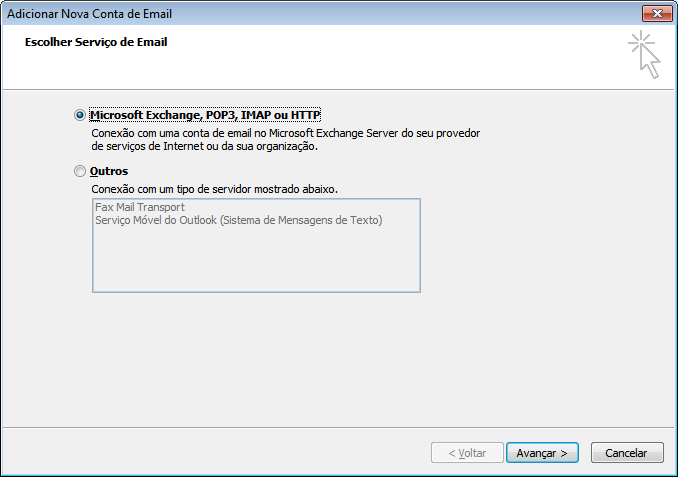 Adicionar Nova Conta de Email
Escolher Serviço de Email
Microsoft Exchange, POP3, IMAP ou HTTP
Conexão com uma conta de email no Microsoft Exchange Server do seu provedor
de serviços de Internet ou da sua organização.
Outros
Conexão com um tipo de servidor mostrado abaixo.
Fax Mail Transport
Serviço Móvel do Outlook (Sistema de Mensagens de Texto)
< Voltar
Avançar >
Cancelar